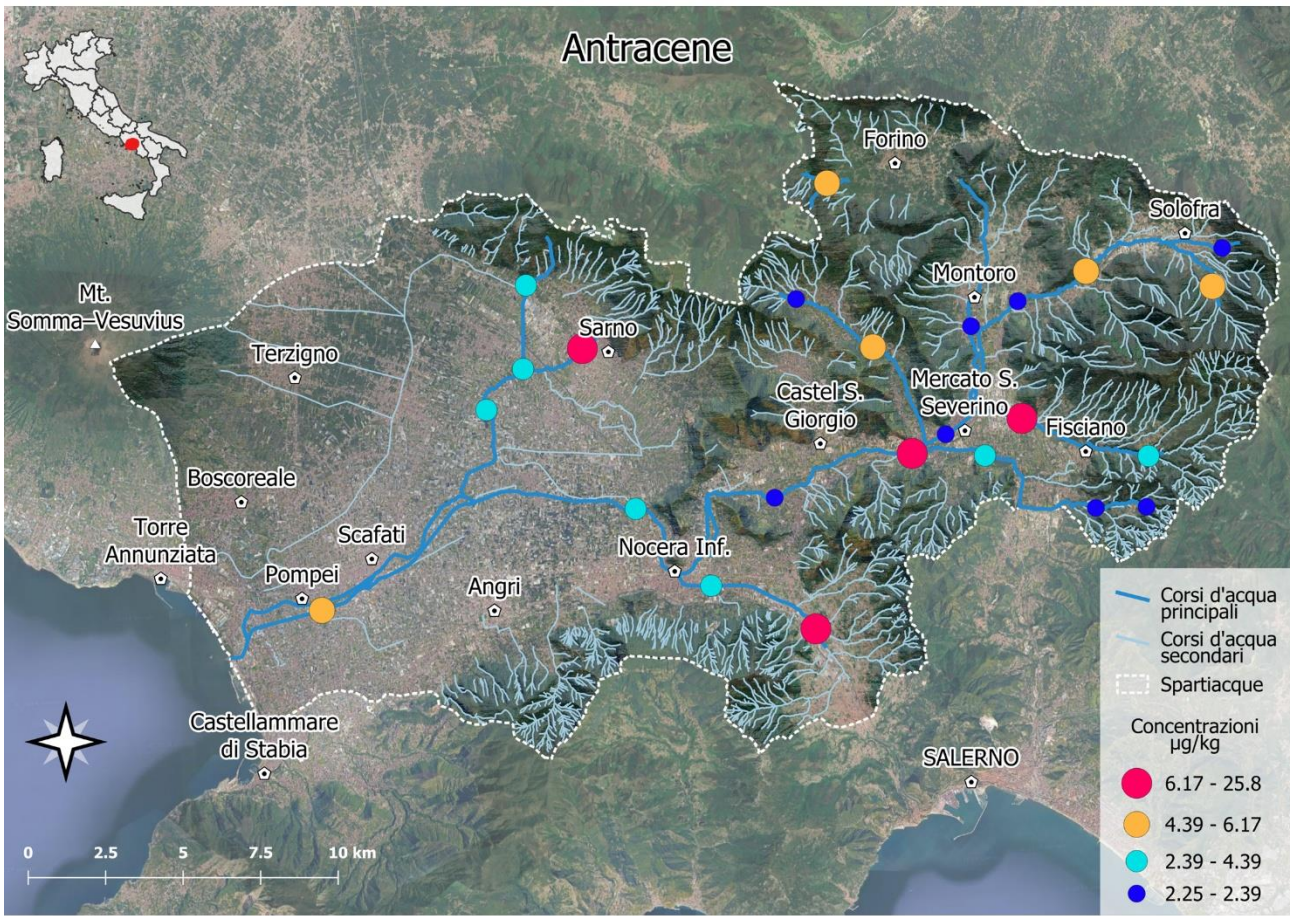 Antracene
Forino
Solofra
Montoro
Mt.
Somma–Vesuvius
Sarno
Terzigno
Castel S.
Giorgio
Mercato S.
Severino
Fisciano
Boscoreale
Torre
Annunziata
Scafati
Pompei
Nocera Inf.
Angri
Castellammare
di Stabia
SALERNO
Corsi d'acqua
principali
Corsi d'acqua
secondari
Spartiacque
Concentrazioni
µg/kg
6.17 - 25.8
4.39 - 6.17
2.39 - 4.39
2.25 - 2.39
0 2.5 5 7.5 10 km